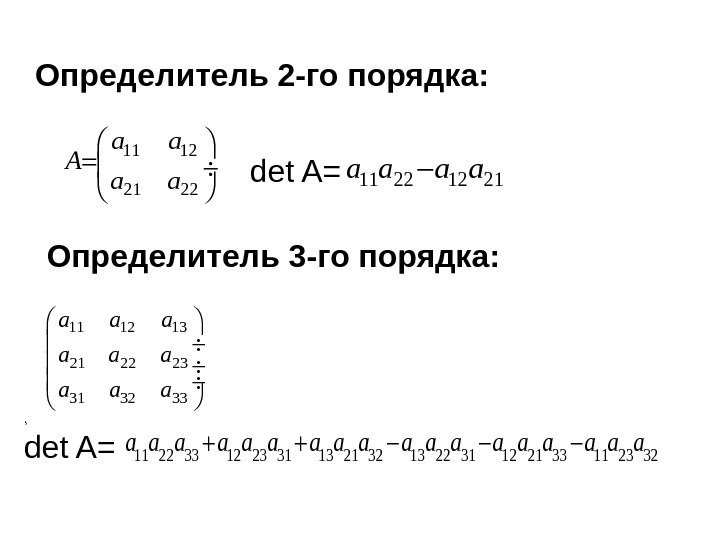 Определитель 2-го порядка:
A=(a11 a12
a21 a22)÷ det A= a11a22−a12a21
Определитель 3-го порядка:
(a11 a12 a13
a21 a22 a23
a31 a32 a33)÷÷÷
,
det A= a11a22a33+a12a23a31+a13a21a32−a13a22a31−a12a21a33−a11a23a32